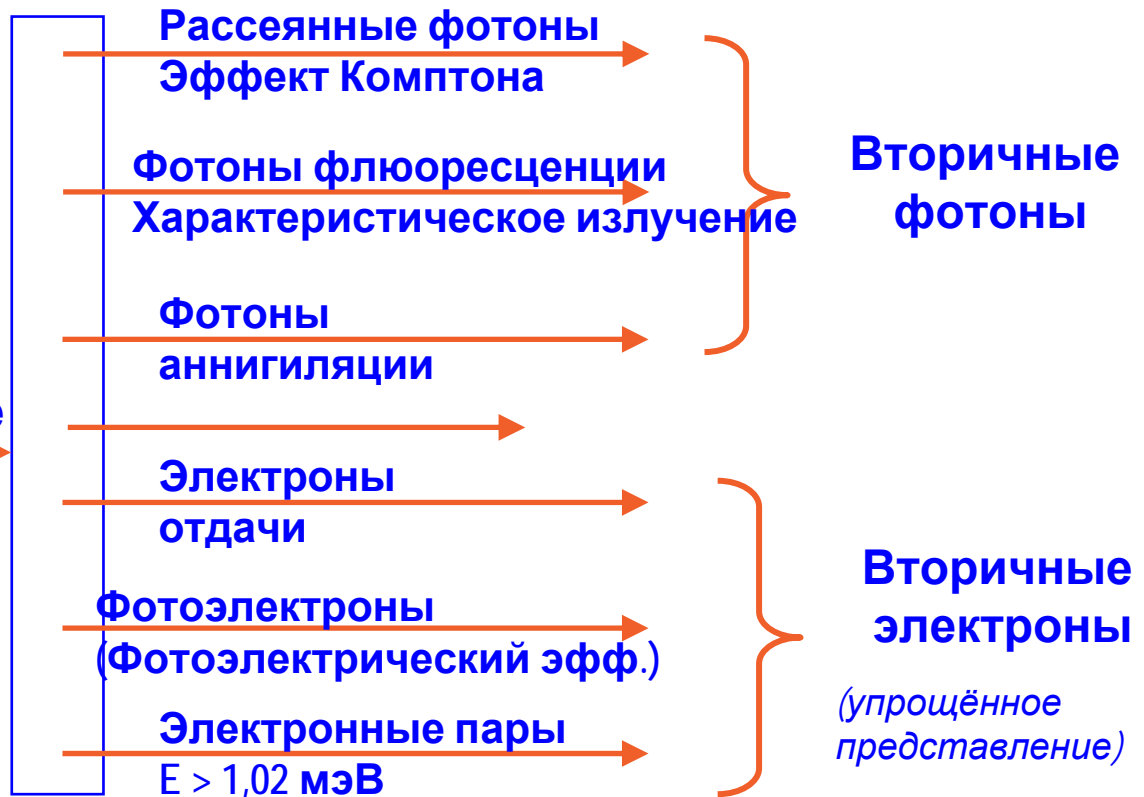 Рассеянные фотоны
Эффект Комптона
Фотоны флюоресценции
Характеристическое излучение
Вторичные
фотоны
Фотоны
аннигиляции
Электроны
отдачи
Фотоэлектроны
(Фотоэлектрический эфф.)
Вторичные
электроны
(упрощённое
представление)
Электронные пары
E > 1,02 мэВ